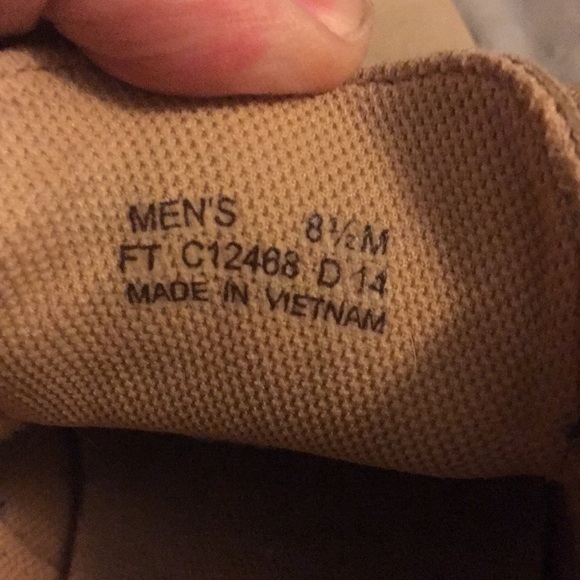 MEN'S 8½M
FT C12468 D 14
MADE IN VIETNAM